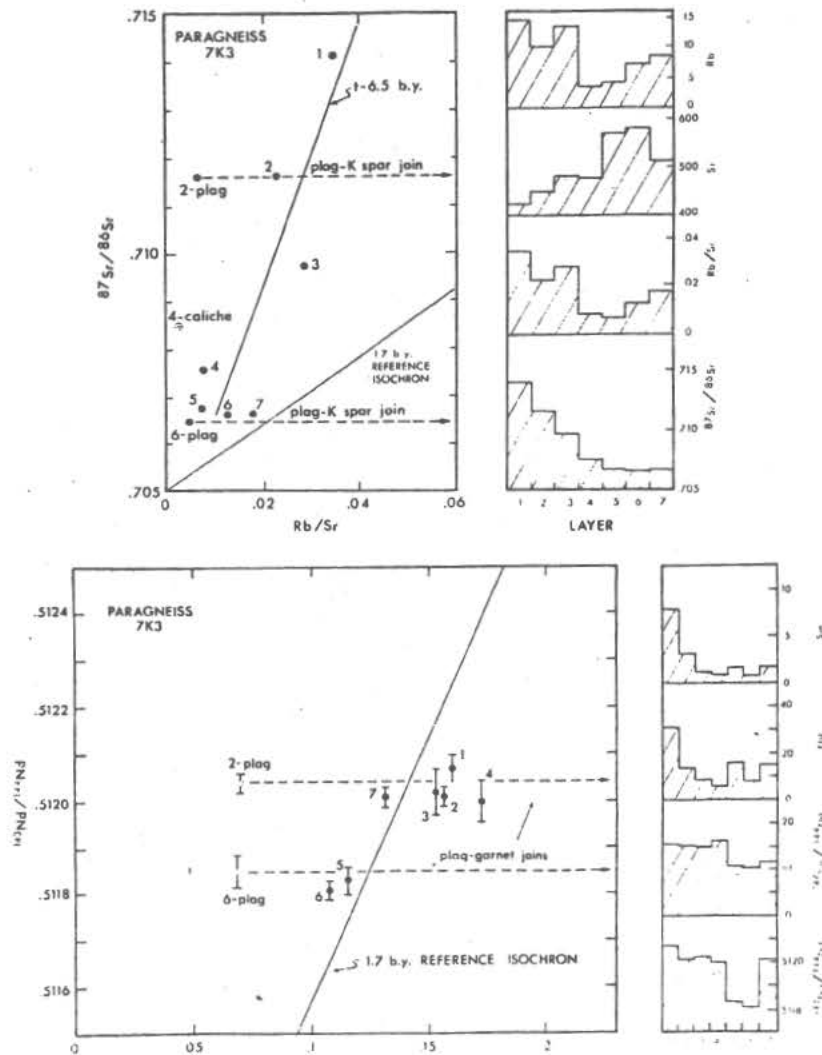 .715
PARAGNEISS
7K3
1
t-6.5 b.y.
2
plag-K spar join
2-plag
.710
3
87Sr/86Sr
4-caliche
4
1.7 b.y.
REFERENCE
ISOCHRON
5
6
7
plag-K spar join
6-plag
.705
0
.02
.04
.06
Rb/Sr
15
10
5
0
Rb
600
500
400
Sr
.04
.02
0
Rb/Sr
.715
.710
.705
87Sr/86Sr
1 2 3 4 5 6 7
LAYER
.5124
PARAGNEISS
7K3
.5122
2-plag
1
4
.5120
7
3
2
plag-garnet joins
5
6-plag
6
.5118
1.7 b.y. REFERENCE ISOCHRON
.5116
0
.05
.1
.15
.2
10
5
0
40
20
0
.20
.1
0
.5120
.5118